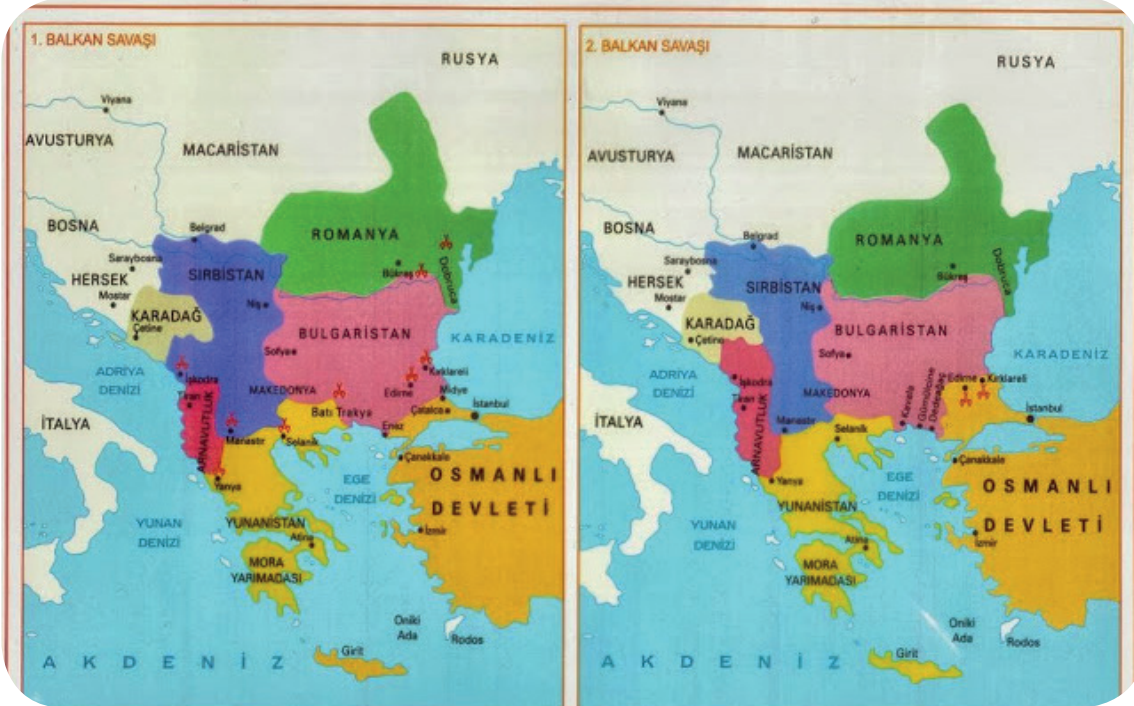 1. BALKAN SAVAŞI
RUSYA
Viyana
AVUSTURYA
MACARİSTAN
BOSNA
Belgrad
ROMANYA
Saraybosna
HERSEK
SIRBİSTAN
Bükreş
Dobruca
Mostar
Niş
KARADAĞ
Çetine
BULGARİSTAN
KARADENİZ
Sofya
ADRİYA
DENİZİ
İşkodra
Kırklareli
Tiran
MAKEDONYA
Edirne
Midye
Batı Trakya
Çatalca
İstanbul
İTALYA
ARNAVUTLUK
Manastır
Selanik
Enez
Çanakkale
Yanya
EGE
DENİZİ
OSMANLI
DEVLETİ
YUNAN
DENİZİ
YUNANİSTAN
Atina
İzmir
MORA
YARIMADASI
Oniki
Ada
Rodos
Girit
AKDENİZ
2. BALKAN SAVAŞI
RUSYA
Viyana
AVUSTURYA
MACARİSTAN
BOSNA
Belgrad
ROMANYA
Saraybosna
HERSEK
SIRBİSTAN
Bükreş
Dobruca
Mostar
Niş
KARADAĞ
Çetine
BULGARİSTAN
KARADENİZ
Sofya
ADRİYA
DENİZİ
İşkodra
Tiran
MAKEDONYA
Kavala
Gümülcine
Dedeağaç
Edirne
Kırklareli
İstanbul
İTALYA
ARNAVUTLUK
Manastır
Selanik
Çanakkale
Yanya
EGE
DENİZİ
OSMANLI
DEVLETİ
YUNAN
DENİZİ
YUNANİSTAN
Atina
İzmir
MORA
YARIMADASI
Oniki
Ada
Rodos
Girit
AKDENİZ